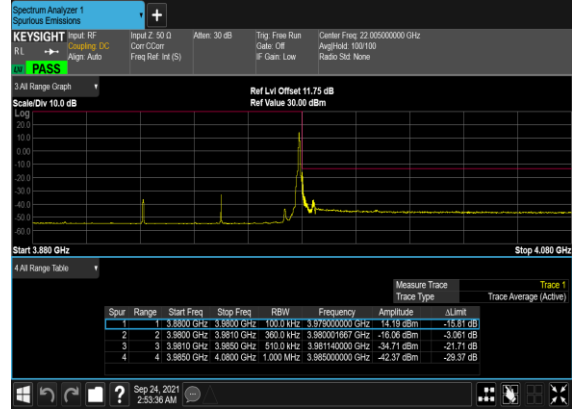 Spectrum Analyzer 1
Spurious Emissions
KEYSIGHT Input: RF Input Z: 50 Ω Atten: 30 dB Trig: Free Run Center Freq: 22.005000000 GHz
RL Coupling: DC Corr CCorr Gate: Off Avg|Hold: 100/100
Align: Auto Freq Ref: Int (S) IF Gain: Low Radio Std: None
PASS
3 All Range Graph
Ref Lvl Offset 11.75 dB
Scale/Div 10.0 dB Ref Value 30.00 dBm
Log
20.0
10.0
0.00
-10.0
-20.0
-30.0
-40.0
-50.0
-60.0
Start 3.880 GHz Stop 4.080 GHz
4 All Range Table
Measure Trace Trace 1
Trace Type Trace Average (Active)
Spur Range Start Freq Stop Freq RBW Frequency Amplitude ΔLimit
1 1 3.8800 GHz 3.9800 GHz 100.0 kHz 3.979000000 GHz 14.19 dBm -15.81 dB
2 2 3.9800 GHz 3.9810 GHz 360.0 kHz 3.980001667 GHz -16.06 dBm -3.061 dB
3 3 3.9810 GHz 3.9850 GHz 510.0 kHz 3.981140000 GHz -34.71 dBm -21.71 dB
4 4 3.9850 GHz 4.0800 GHz 1.000 MHz 3.985000000 GHz -42.37 dBm -29.37 dB
? Sep 24, 2021
2:53:36 AM